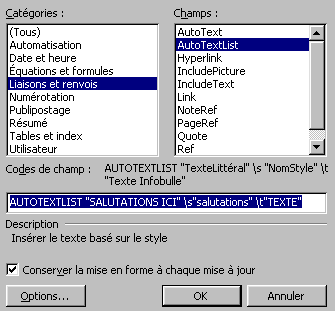 Catégories :
Champs :
(Tous)
Automatisation
Date et heure
Équations et formules
Liaisons et renvois
Numérotation
Publipostage
Résumé
Tables et index
Utilisateur
AutoText
AutoTextList
Hyperlink
IncludePicture
IncludeText
Link
NoteRef
PageRef
Quote
Ref
Codes de champ : AUTOTEXTLIST "TexteLittéral" \s "NomStyle" \t
"Texte Infobulle"
AUTOTEXTLIST "SALUTATIONS ICI" \s"salutations" \t"TEXTE"
Description
Insérer le texte basé sur le style
Conserver la mise en forme à chaque mise à jour
Options...
OK
Annuler